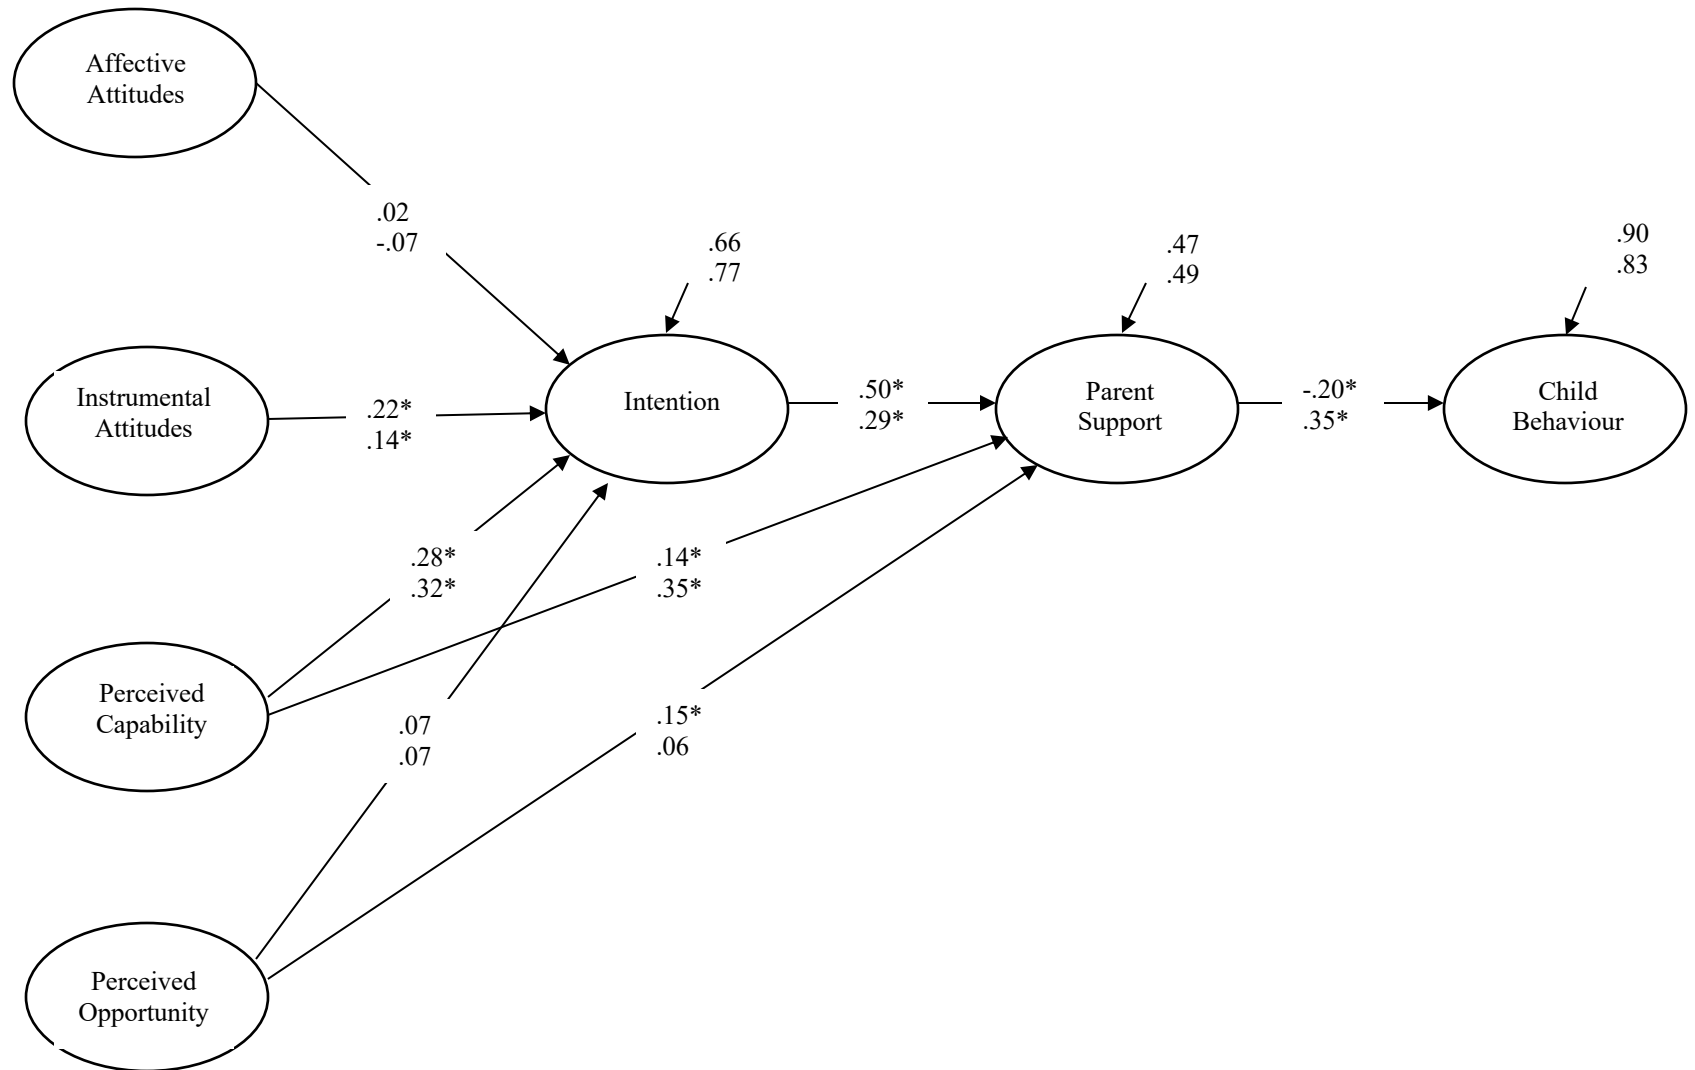 Affective
Attitudes
.02
-.07
.66
.77
.47
.49
.90
.83
Instrumental
Attitudes
.22*
.14*
Intention
.50*
.29*
Parent
Support
-.20*
.35*
Child
Behaviour
.28*
.32*
.14*
.35*
Perceived
Capability
.07
.07
.15*
.06
Perceived
Opportunity